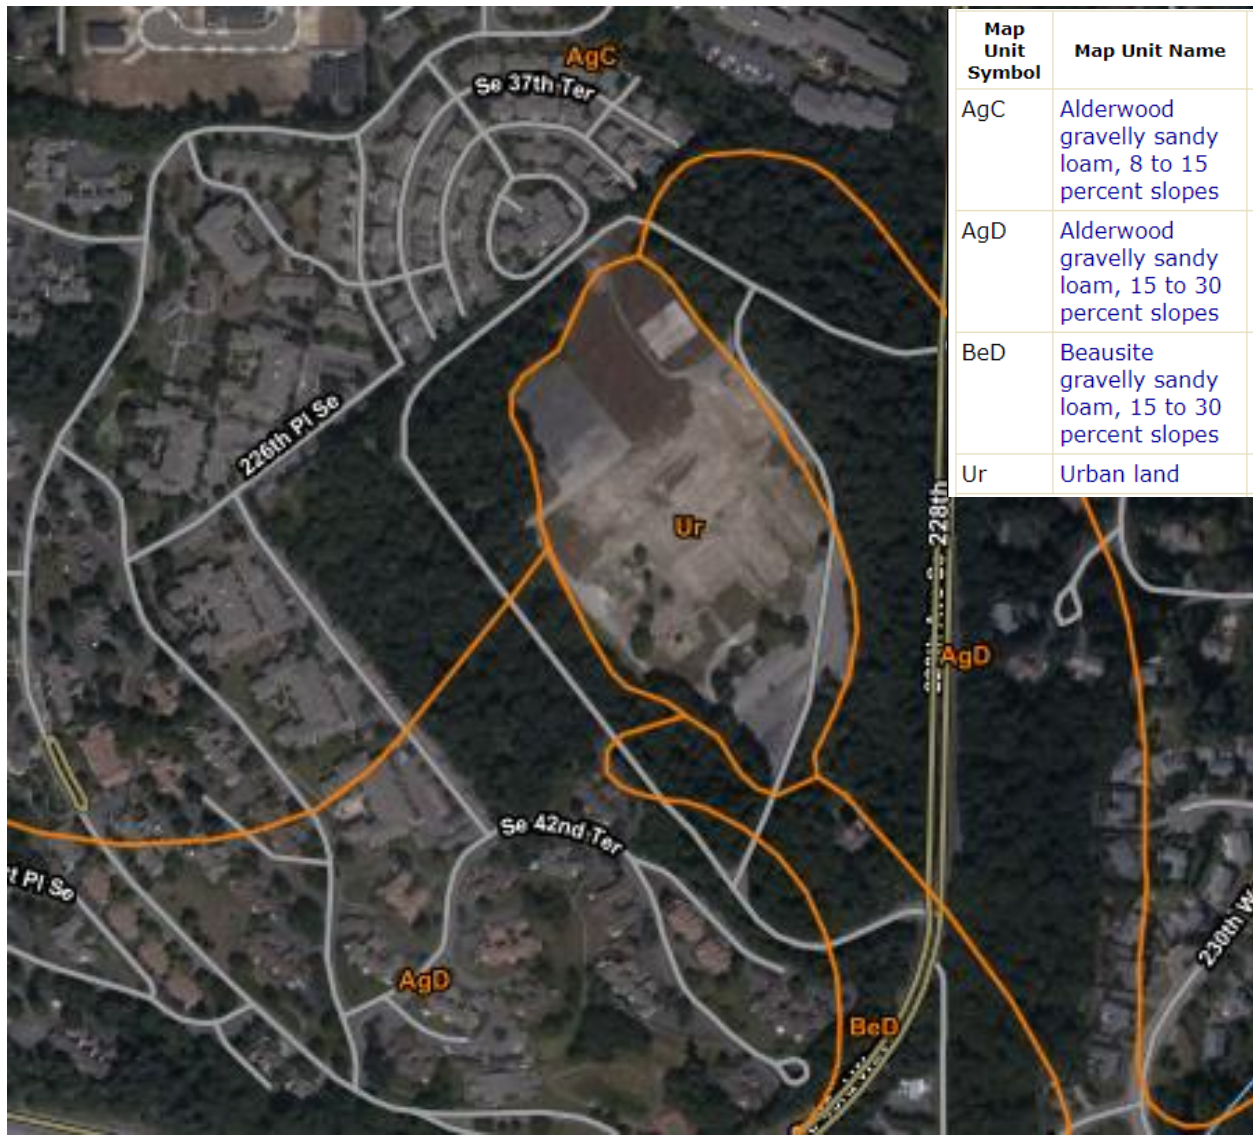 Map
Unit
Symbol
Map Unit Name
AgC
Alderwood
gravelly sandy
loam, 8 to 15
percent slopes
AgD
Alderwood
gravelly sandy
loam, 15 to 30
percent slopes
BeD
Beausite
gravelly sandy
loam, 15 to 30
percent slopes
Ur
Urban land
AgC
Se 37th Ter
226th Pl Se
Ur
228th
AgD
Se 42nd Ter
t Pl Se
230th
AgD
BeD